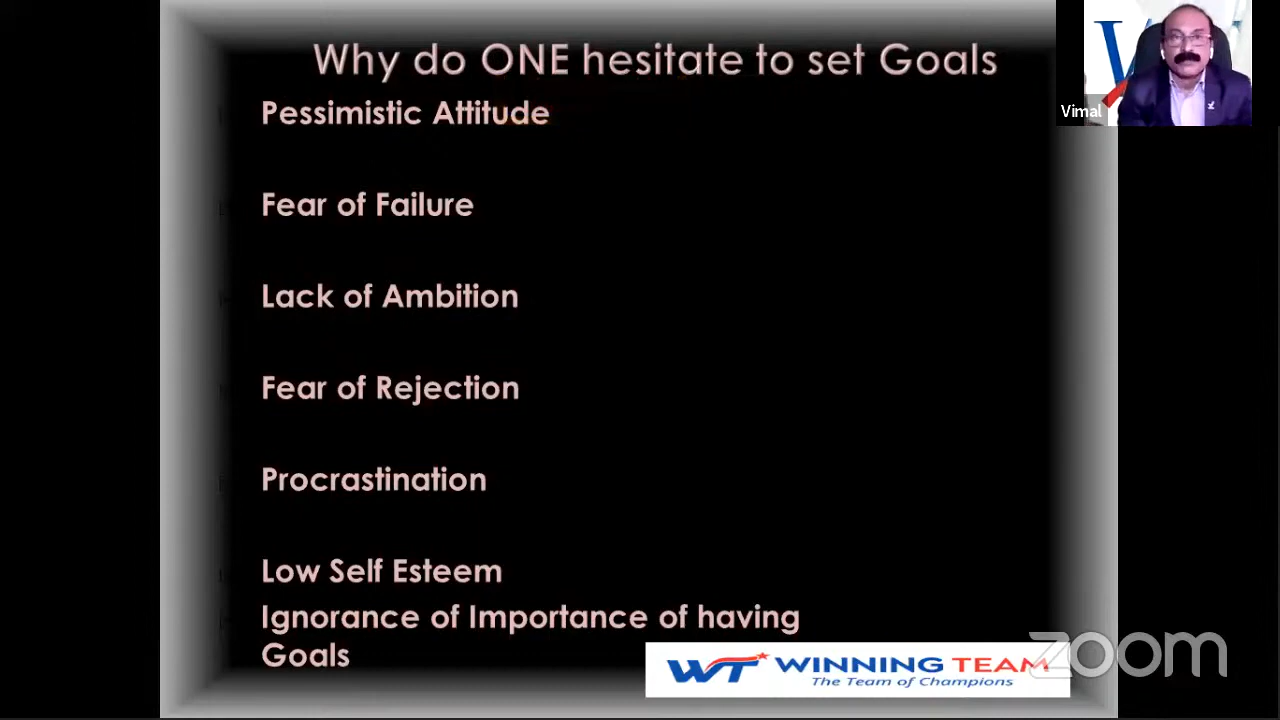 Why do ONE hesitate to set Goals
Pessimistic Attitude
Fear of Failure
Lack of Ambition
Fear of Rejection
Procrastination
Low Self Esteem
Ignorance of Importance of having
Goals
WT WINNING TEAM
The Team of Champions
zoom
Vimal